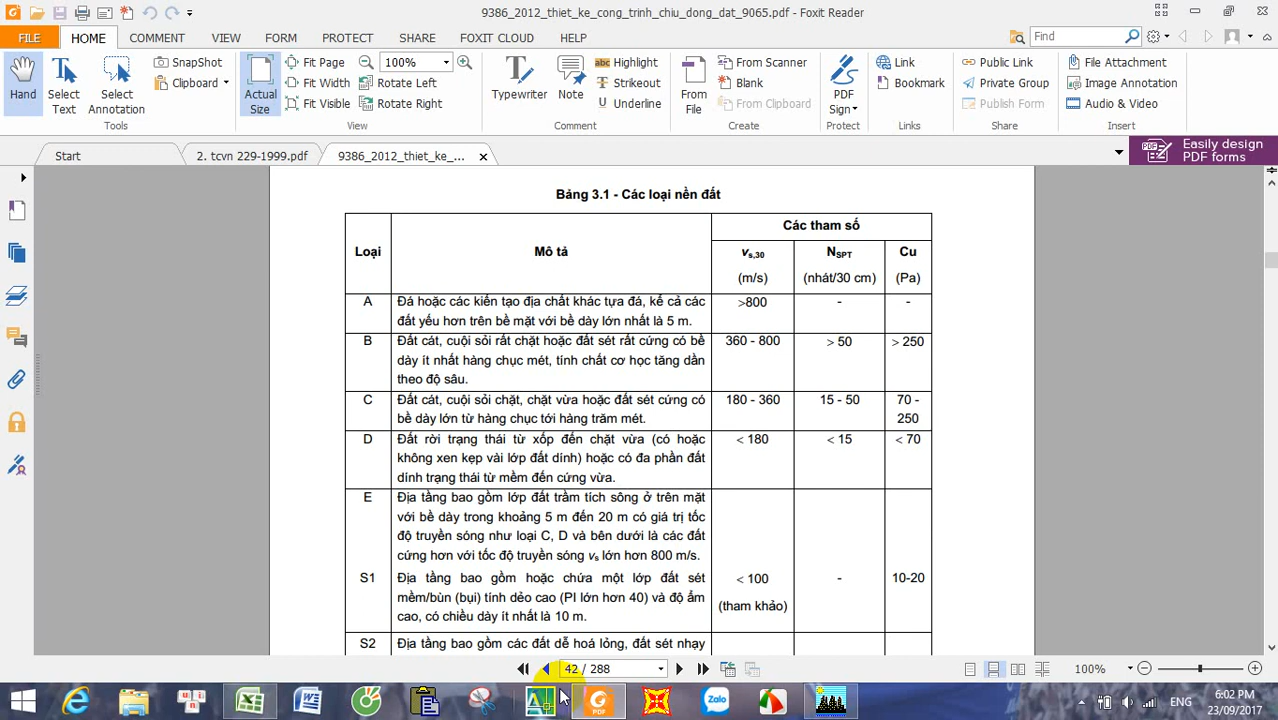 9386_2012_thiet_ke_cong_trinh_chiu_dong_dat_9065.pdf - Foxit Reader
FILE HOME COMMENT VIEW FORM PROTECT SHARE FOXIT CLOUD HELP Find
Hand
Select Text
Select Annotation
SnapShot
Clipboard
Tools
Actual Size
Fit Page
Fit Width
Fit Visible
100%
Rotate Left
Rotate Right
View
Typewriter
Note
Highlight
Strikeout
Underline
Comment
From File
From Scanner
Blank
From Clipboard
Create
PDF Sign
Protect
Link
Bookmark
Links
Public Link
Private Group
Publish Form
Share
File Attachment
Image Annotation
Audio & Video
Insert
Start 2. tcvn 229-1999.pdf 9386_2012_thiet_ke_...
Easily design
PDF forms
Bảng 3.1 - Các loại nền đất
Loại Mô tả Các tham số
vs,30 (m/s) NSPT (nhát/30 cm) Cu (Pa)
A Đá hoặc các kiến tạo địa chất khác tựa đá, kể cả các >800 - -
đất yếu hơn trên bề mặt với bề dày lớn nhất là 5 m.
B Đất cát, cuội sỏi rất chặt hoặc đất sét rất cứng có bề 360 - 800 > 50 > 250
dày ít nhất hàng chục mét, tính chất cơ học tăng dần
theo độ sâu.
C Đất cát, cuội sỏi chặt, chặt vừa hoặc đất sét cứng có 180 - 360 15 - 50 70 -
bề dày lớn từ hàng chục tới hàng trăm mét. 250
D Đất rời trạng thái từ xốp đến chặt vừa (có hoặc < 180 < 15 < 70
không xen kẹp vài lớp đất dính) hoặc có đa phần đất
dính trạng thái từ mềm đến cứng vừa.
E Địa tầng bao gồm lớp đất trầm tích sông ở trên mặt
với bề dày trong khoảng 5 m đến 20 m có giá trị tốc
độ truyền sóng như loại C, D và bên dưới là các đất
cứng hơn với tốc độ truyền sóng vs lớn hơn 800 m/s.
S1 Địa tầng bao gồm hoặc chứa một lớp đất sét < 100 - 10-20
mềm/bùn (bụi) tính dẻo cao (PI lớn hơn 40) và độ ẩm (tham khảo)
cao, có chiều dày ít nhất là 10 m.
S2 Địa tầng bao gồm các đất dễ hoá lỏng, đất sét nhạy
42 / 288 100%
Zalo
ENG
6:02 PM
23/09/2017